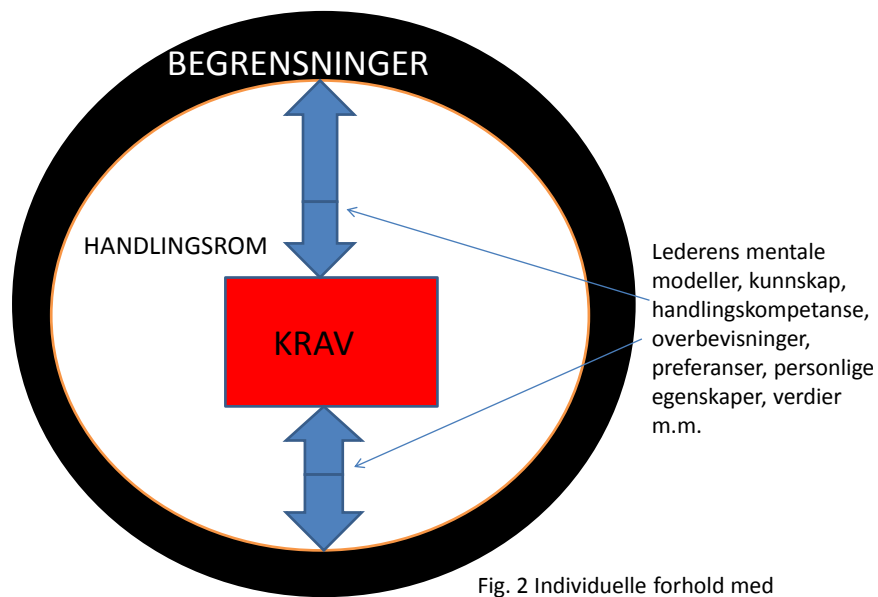 BEGRENSNINGER
HANDLINGSROM
KRAV
Lederens mentale
modeller, kunnskap,
handlingskompetanse,
overbevisninger,
preferanser, personlige
egenskaper, verdier
m.m.
Fig. 2 Individuelle forhold med